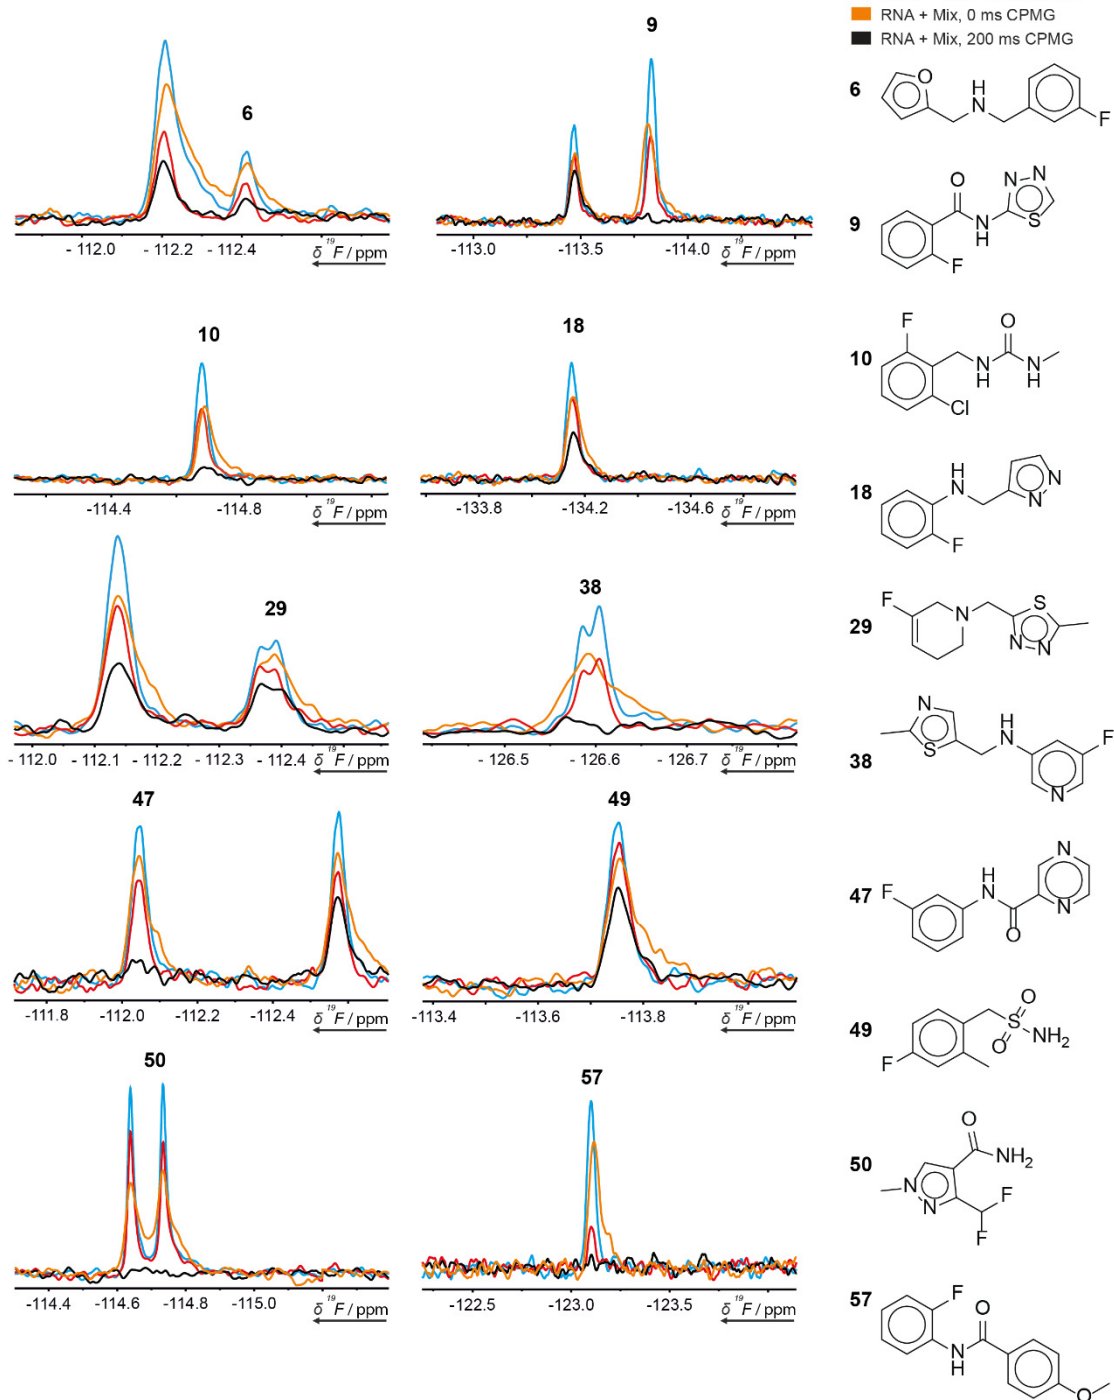 RNA + Mix, 0 ms CPMG
RNA + Mix, 200 ms CPMG
6
-112.0 -112.2 -112.4
δ 19F / ppm
9
-113.0 -113.5 -114.0
δ 19F / ppm
6
O
H
N
F
9
O
N N
N
H
S
F
10
-114.4 -114.8
δ 19F / ppm
18
-133.8 -134.2 -134.6
δ 19F / ppm
10
F
O
N
H
N
H
Cl
18
H
N
N
N
F
29
-112.0 -112.1 -112.2 -112.3 -112.4
δ 19F / ppm
38
-126.5 -126.6 -126.7
δ 19F / ppm
29
F
N
S
N N
38
N
S
H
N
F
N
47
-111.8 -112.0 -112.2 -112.4
δ 19F / ppm
49
-113.4 -113.6 -113.8
δ 19F / ppm
47
F
H
N
O
N
N
49
O
S
O
NH2
F
50
-114.4 -114.6 -114.8 -115.0
δ 19F / ppm
57
-122.5 -123.0 -123.5
δ 19F / ppm
50
O
NH2
N
N
F
F
57
F
O
N
H
O